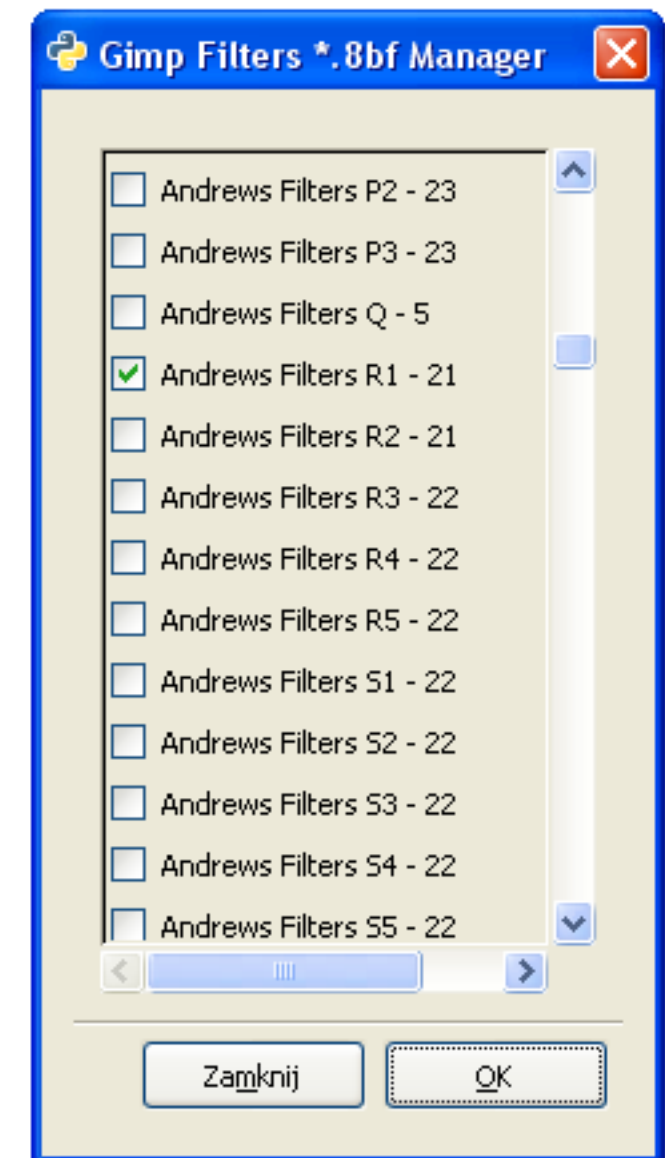 Gimp Filters *.8bf Manager
Andrews Filters P2 - 23
Andrews Filters P3 - 23
Andrews Filters Q - 5
Andrews Filters R1 - 21
Andrews Filters R2 - 21
Andrews Filters R3 - 22
Andrews Filters R4 - 22
Andrews Filters R5 - 22
Andrews Filters S1 - 22
Andrews Filters S2 - 22
Andrews Filters S3 - 22
Andrews Filters S4 - 22
Andrews Filters S5 - 22
Zamknij OK